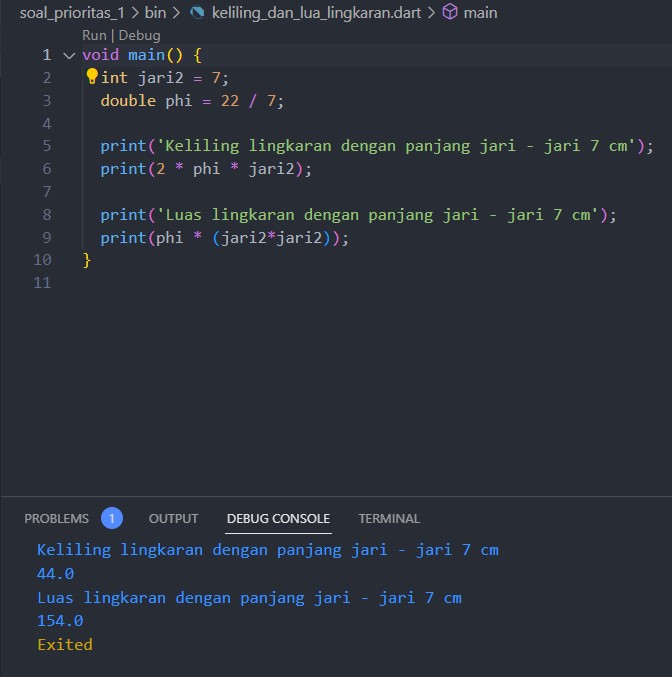 soal_prioritas_1 > bin > keliling_dan_lua_lingkaran.dart > main
Run | Debug
1 void main() {
2 int jari2 = 7;
3 double phi = 22 / 7;
4
5 print('Keliling lingkaran dengan panjang jari - jari 7 cm');
6 print(2 * phi * jari2);
7
8 print('Luas lingkaran dengan panjang jari - jari 7 cm');
9 print(phi * (jari2*jari2));
10 }
11
PROBLEMS 1 OUTPUT DEBUG CONSOLE TERMINAL
Keliling lingkaran dengan panjang jari - jari 7 cm
44.0
Luas lingkaran dengan panjang jari - jari 7 cm
154.0
Exited